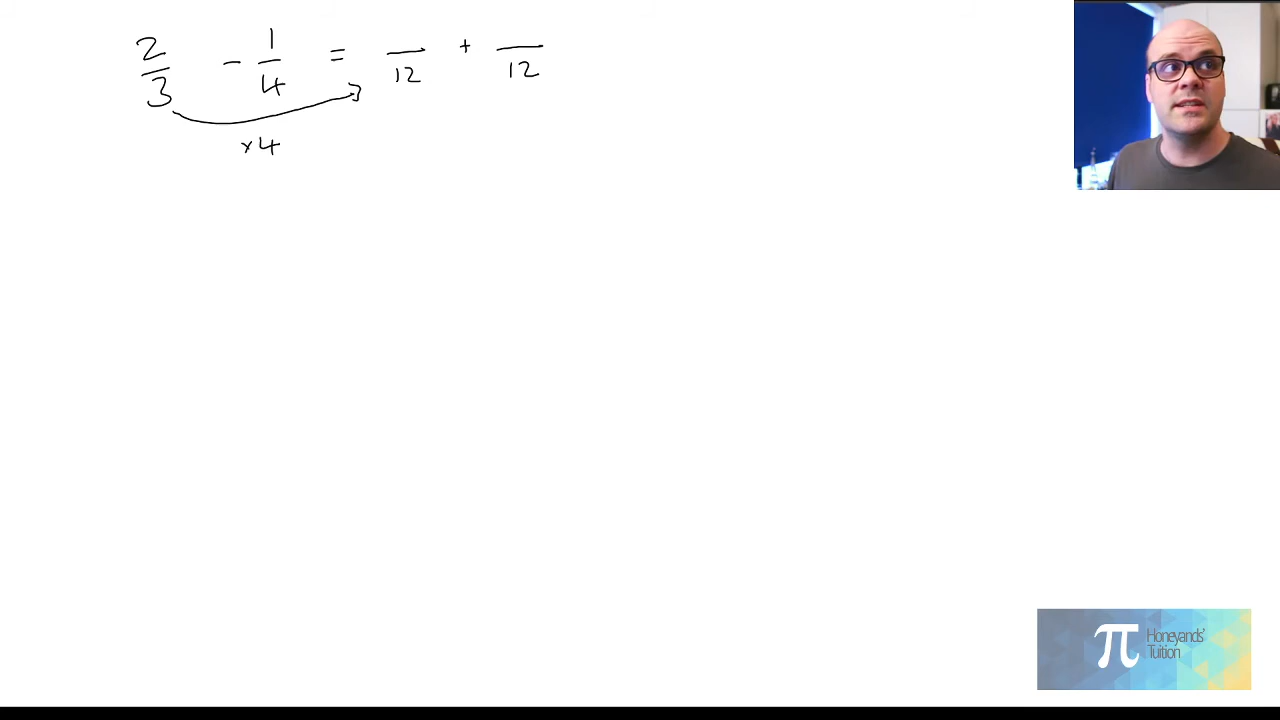 2/3 - 1/4 = /12 + /12
×4
π Honeyands'
Tuition